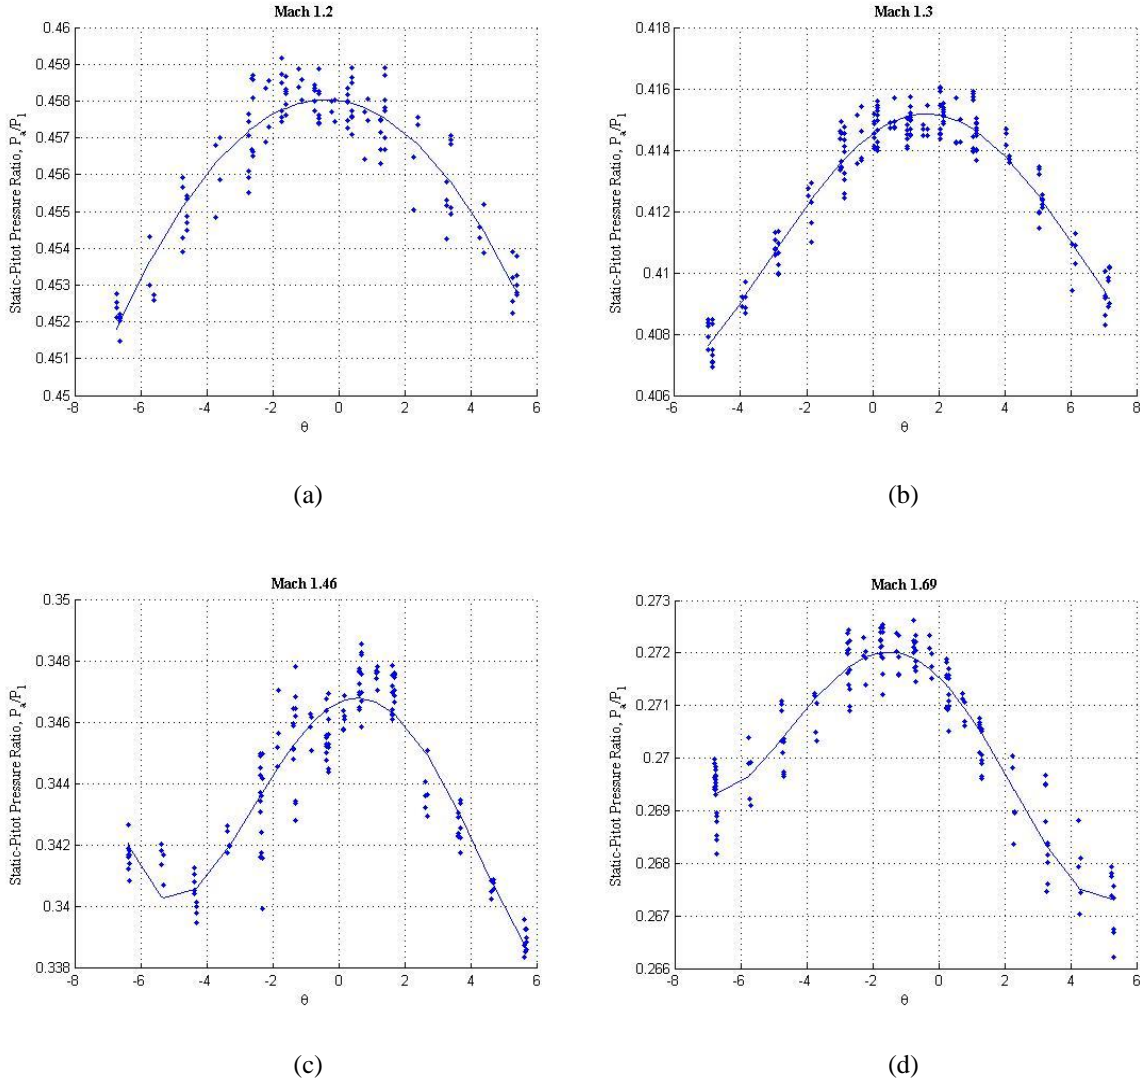 Mach 1.2
0.46
0.459
0.458
0.457
0.456
0.455
0.454
0.453
0.452
0.451
0.45
Static-Pitot Pressure Ratio, Pa/P1
-8 -6 -4 -2 0 2 4 6
θ
(a)
Mach 1.3
0.418
0.416
0.414
0.412
0.41
0.408
0.406
Static-Pitot Pressure Ratio, Pa/P1
-6 -4 -2 0 2 4 6 8
θ
(b)
Mach 1.46
0.35
0.348
0.346
0.344
0.342
0.34
0.338
Static-Pitot Pressure Ratio, Pa/P1
-8 -6 -4 -2 0 2 4 6
θ
(c)
Mach 1.69
0.273
0.272
0.271
0.27
0.269
0.268
0.267
0.266
Static-Pitot Pressure Ratio, Pa/P1
-8 -6 -4 -2 0 2 4 6
θ
(d)